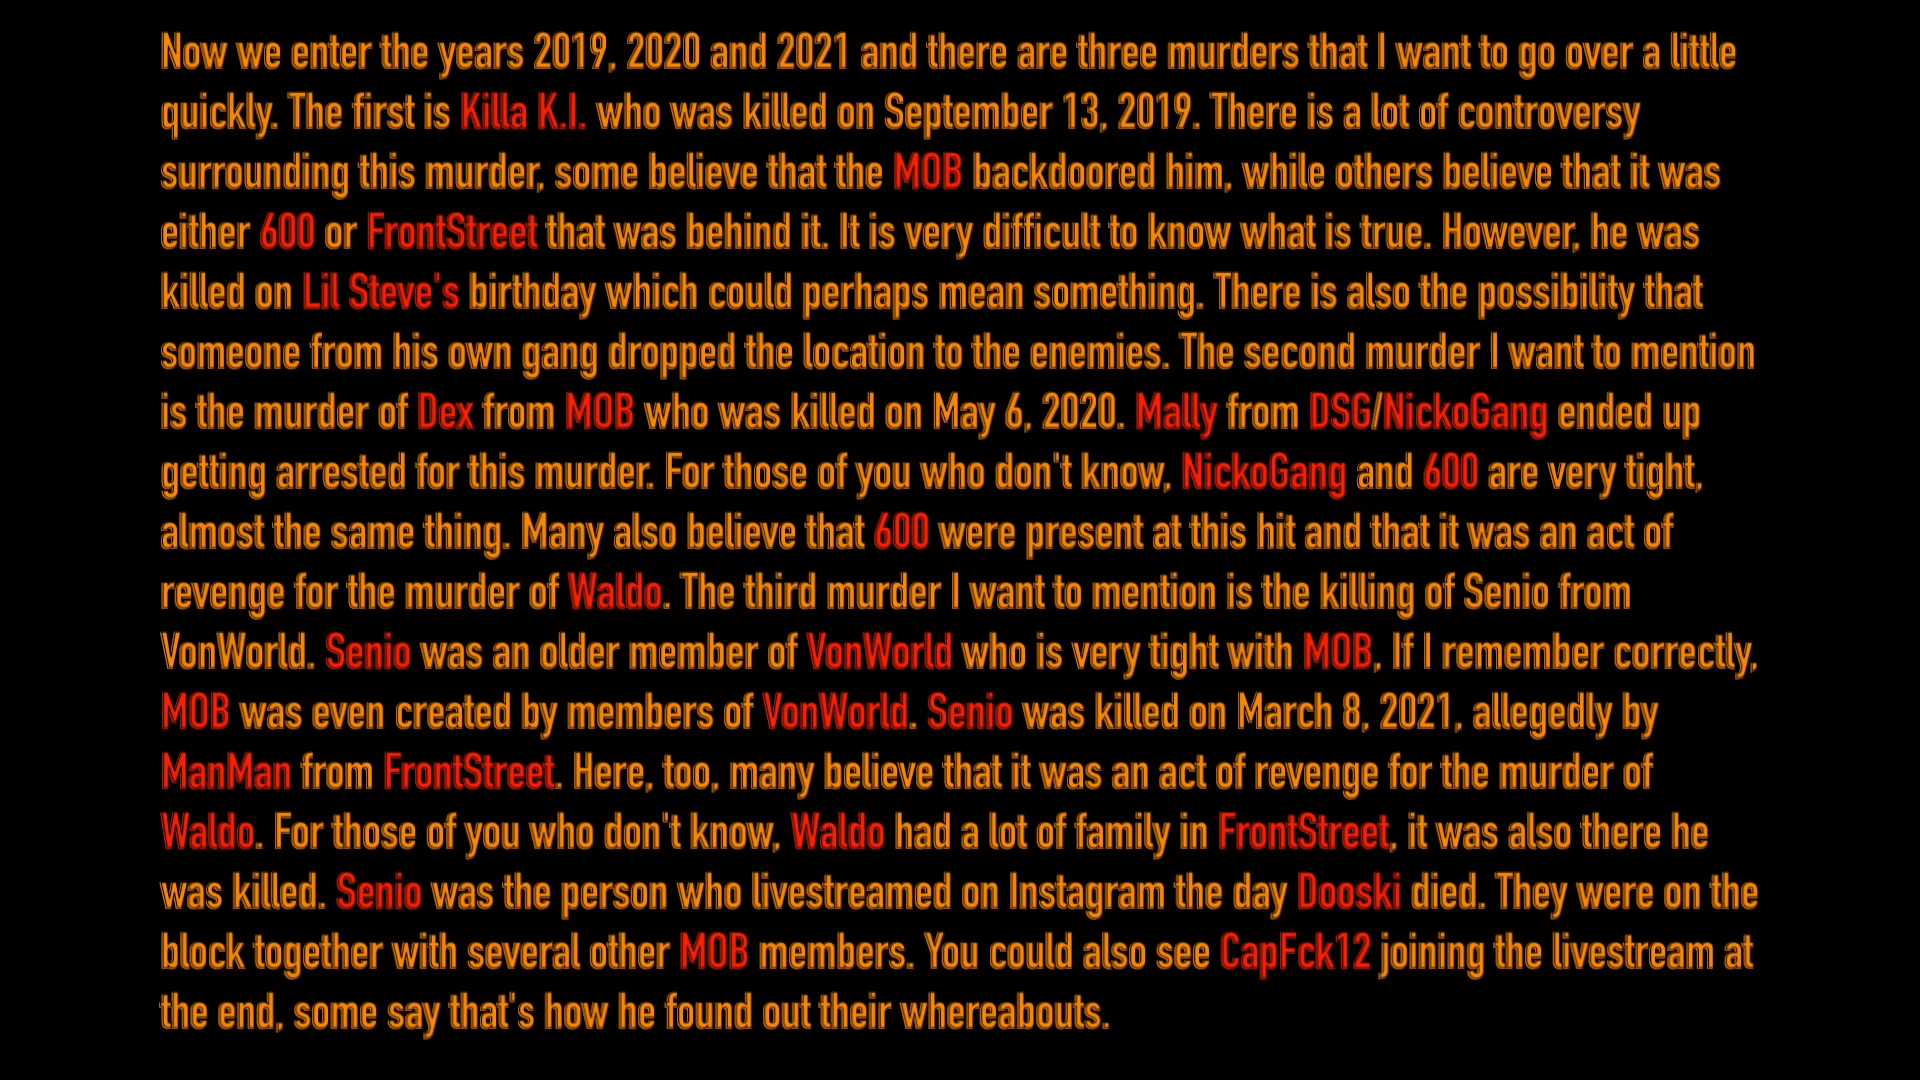 Now we enter the years 2019, 2020 and 2021 and there are three murders that I want to go over a little
quickly. The first is Killa K.I. who was killed on September 13, 2019. There is a lot of controversy
surrounding this murder, some believe that the MOB backdoored him, while others believe that it was
either 600 or FrontStreet that was behind it. It is very difficult to know what is true. However, he was
killed on Lil Steve's birthday which could perhaps mean something. There is also the possibility that
someone from his own gang dropped the location to the enemies. The second murder I want to mention
is the murder of Dex from MOB who was killed on May 6, 2020. Mally from DSG/NickoGang ended up
getting arrested for this murder. For those of you who don't know, NickoGang and 600 are very tight,
almost the same thing. Many also believe that 600 were present at this hit and that it was an act of
revenge for the murder of Waldo. The third murder I want to mention is the killing of Senio from
VonWorld. Senio was an older member of VonWorld who is very tight with MOB, If I remember correctly,
MOB was even created by members of VonWorld. Senio was killed on March 8, 2021, allegedly by
ManMan from FrontStreet. Here, too, many believe that it was an act of revenge for the murder of
Waldo. For those of you who don't know, Waldo had a lot of family in FrontStreet, it was also there he
was killed. Senio was the person who livestreamed on Instagram the day Dooski died. They were on the
block together with several other MOB members. You could also see CapFck12 joining the livestream at
the end, some say that's how he found out their whereabouts.